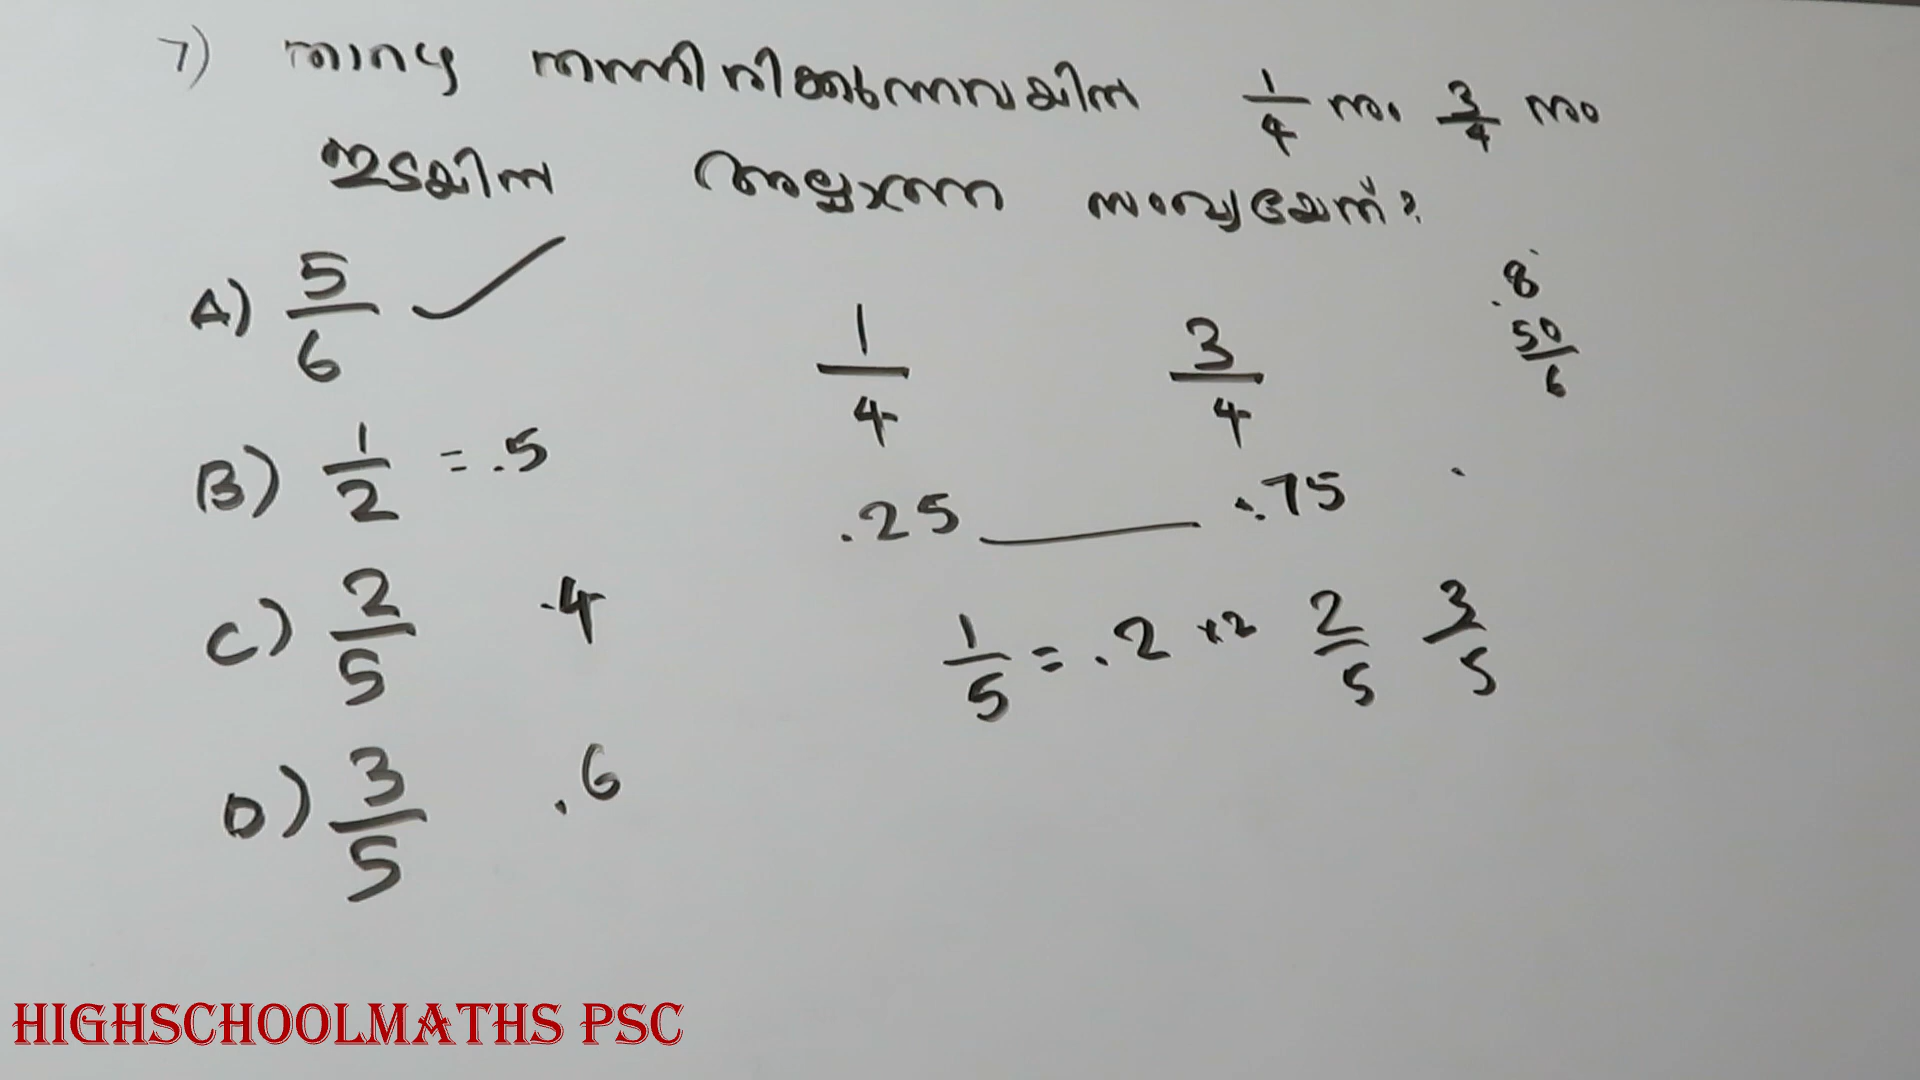 7) താഴെ തന്നിരിക്കുന്നവയിൽ 1/4 നും 3/4 നും
ഇടയിൽ അല്ലാത്ത സംഖ്യയേത്?
A) 5/6 ✓
B) 1/2 = .5
C) 2/5 .4
D) 3/5 .6
1/4 3/4
.25 .75
1/5 = .2 ×2 2/5 3/5
.8
50/6
HIGHSCHOOLMATHS PSC